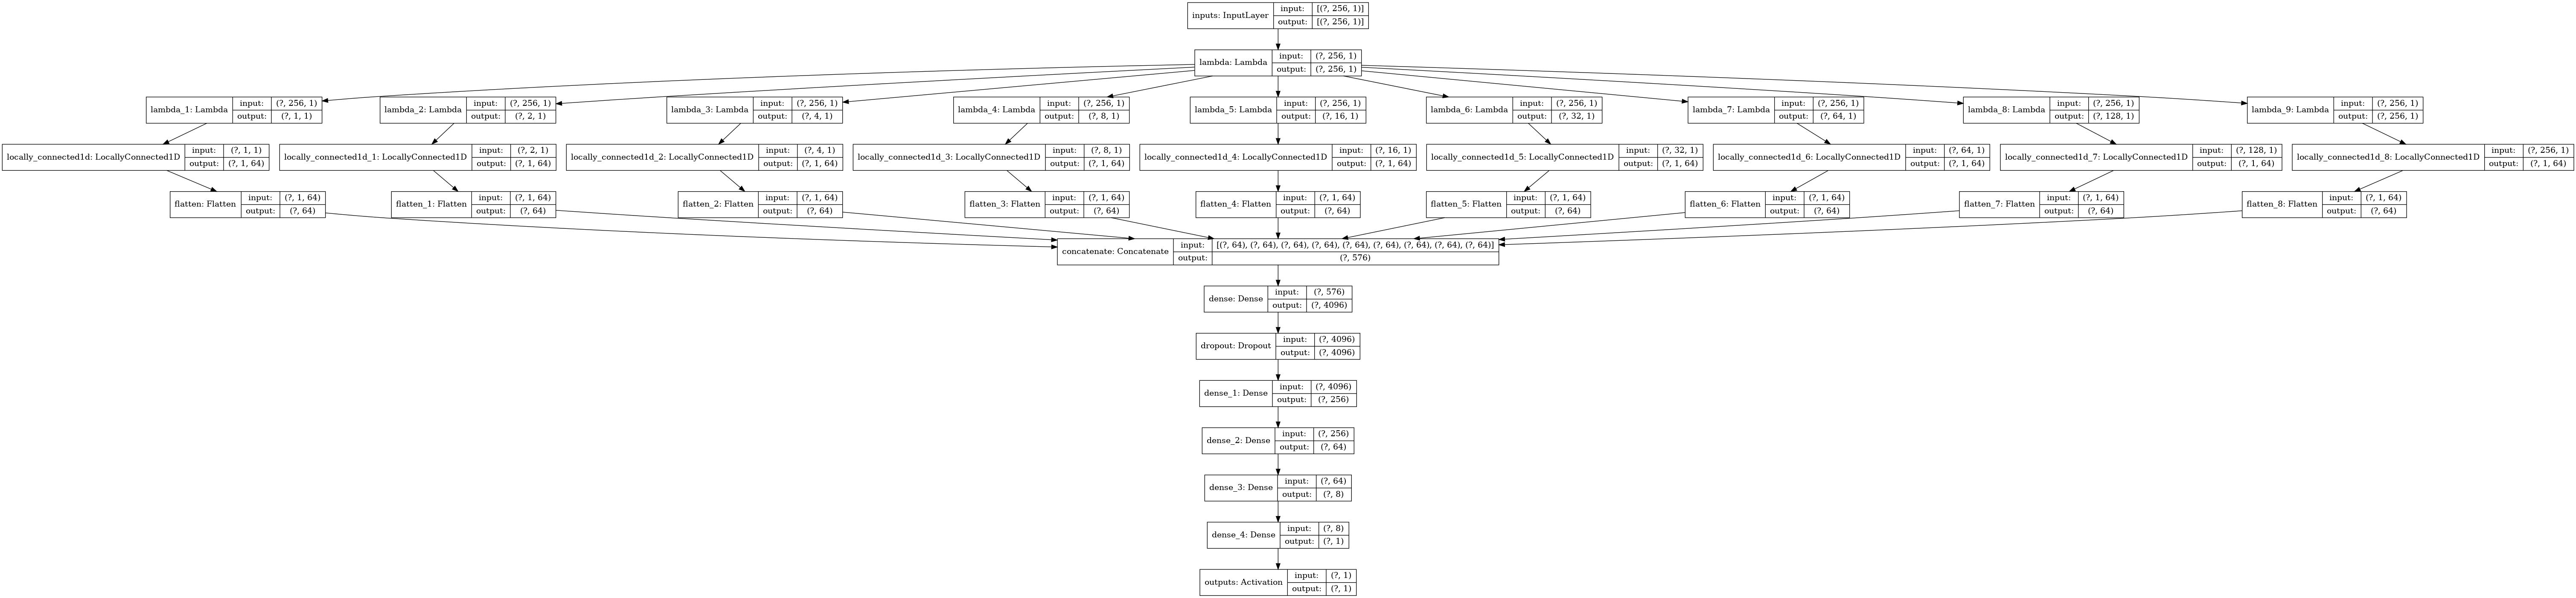 inputs: InputLayer input: [(?, 256, 1)]
output: [(?, 256, 1)]
lambda: Lambda input: (?, 256, 1)
output: (?, 256, 1)
lambda_1: Lambda input: (?, 256, 1)
output: (?, 1, 1)
lambda_2: Lambda input: (?, 256, 1)
output: (?, 2, 1)
lambda_3: Lambda input: (?, 256, 1)
output: (?, 4, 1)
lambda_4: Lambda input: (?, 256, 1)
output: (?, 8, 1)
lambda_5: Lambda input: (?, 256, 1)
output: (?, 16, 1)
lambda_6: Lambda input: (?, 256, 1)
output: (?, 32, 1)
lambda_7: Lambda input: (?, 256, 1)
output: (?, 64, 1)
lambda_8: Lambda input: (?, 256, 1)
output: (?, 128, 1)
lambda_9: Lambda input: (?, 256, 1)
output: (?, 256, 1)
locally_connected1d: LocallyConnected1D input: (?, 1, 1)
output: (?, 1, 64)
locally_connected1d_1: LocallyConnected1D input: (?, 2, 1)
output: (?, 1, 64)
locally_connected1d_2: LocallyConnected1D input: (?, 4, 1)
output: (?, 1, 64)
locally_connected1d_3: LocallyConnected1D input: (?, 8, 1)
output: (?, 1, 64)
locally_connected1d_4: LocallyConnected1D input: (?, 16, 1)
output: (?, 1, 64)
locally_connected1d_5: LocallyConnected1D input: (?, 32, 1)
output: (?, 1, 64)
locally_connected1d_6: LocallyConnected1D input: (?, 64, 1)
output: (?, 1, 64)
locally_connected1d_7: LocallyConnected1D input: (?, 128, 1)
output: (?, 1, 64)
locally_connected1d_8: LocallyConnected1D input: (?, 256, 1)
output: (?, 1, 64)
flatten: Flatten input: (?, 1, 64)
output: (?, 64)
flatten_1: Flatten input: (?, 1, 64)
output: (?, 64)
flatten_2: Flatten input: (?, 1, 64)
output: (?, 64)
flatten_3: Flatten input: (?, 1, 64)
output: (?, 64)
flatten_4: Flatten input: (?, 1, 64)
output: (?, 64)
flatten_5: Flatten input: (?, 1, 64)
output: (?, 64)
flatten_6: Flatten input: (?, 1, 64)
output: (?, 64)
flatten_7: Flatten input: (?, 1, 64)
output: (?, 64)
flatten_8: Flatten input: (?, 1, 64)
output: (?, 64)
concatenate: Concatenate input: [(?, 64), (?, 64), (?, 64), (?, 64), (?, 64), (?, 64), (?, 64), (?, 64), (?, 64)]
output: (?, 576)
dense: Dense input: (?, 576)
output: (?, 4096)
dropout: Dropout input: (?, 4096)
output: (?, 4096)
dense_1: Dense input: (?, 4096)
output: (?, 256)
dense_2: Dense input: (?, 256)
output: (?, 64)
dense_3: Dense input: (?, 64)
output: (?, 8)
dense_4: Dense input: (?, 8)
output: (?, 1)
outputs: Activation input: (?, 1)
output: (?, 1)